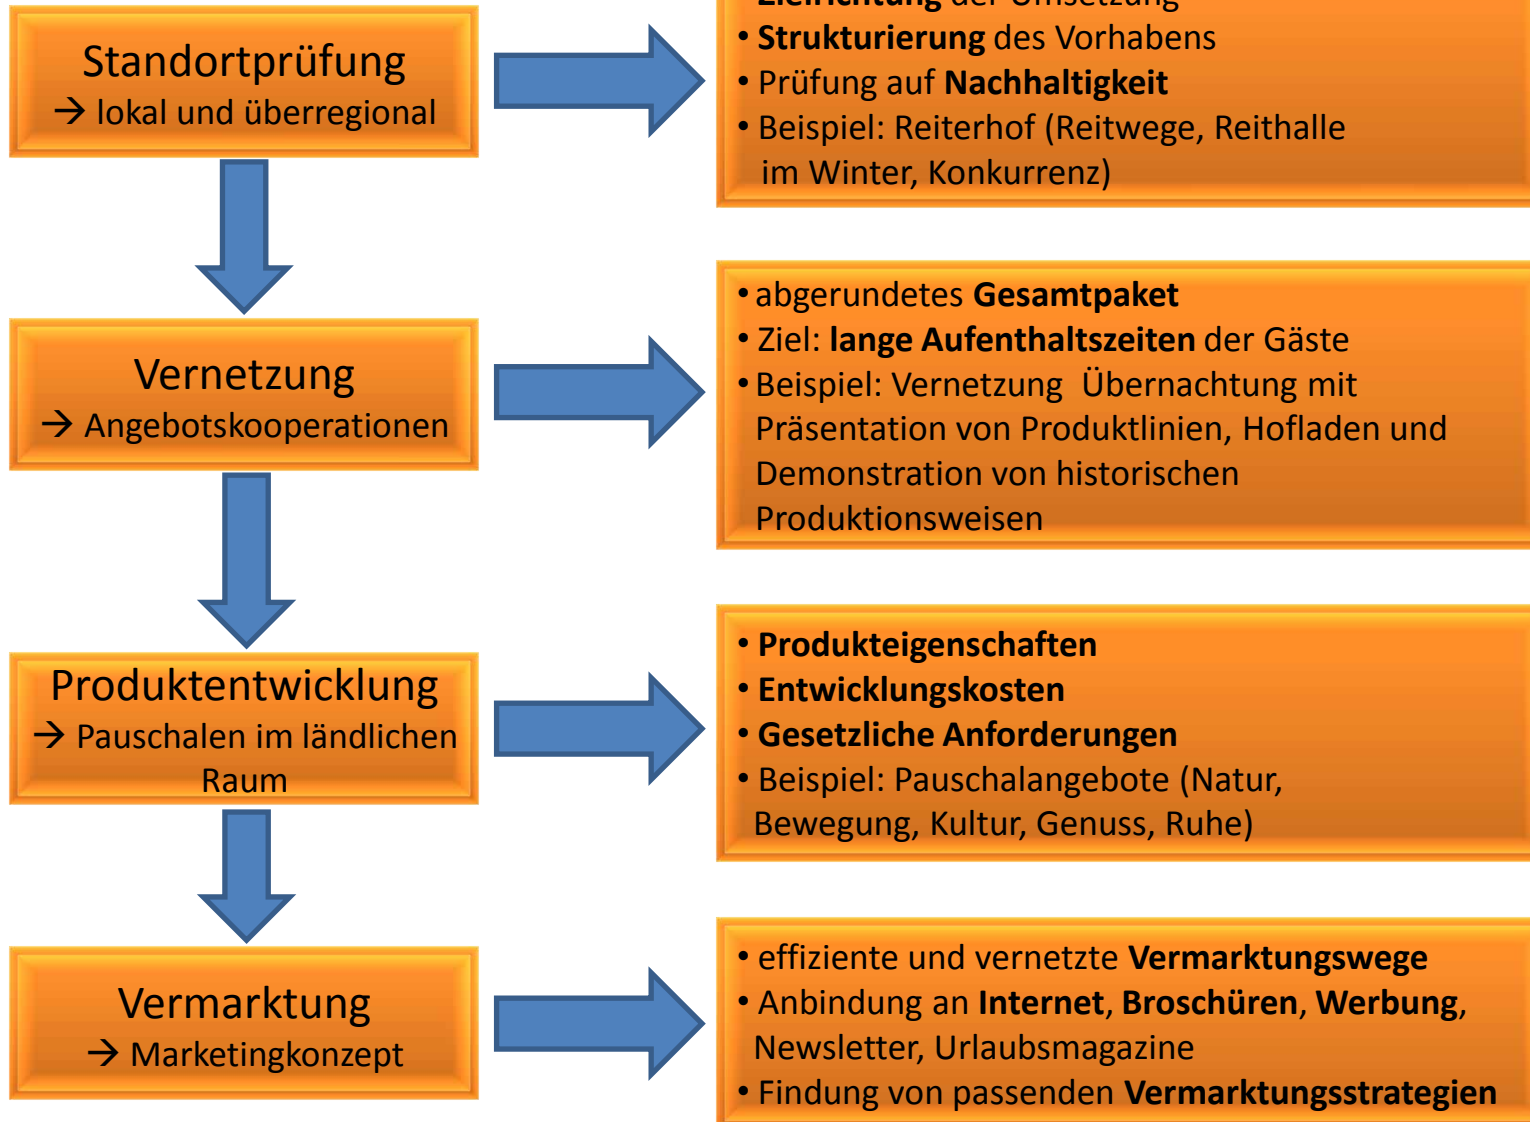 Standortprüfung
→ lokal und überregional
• Zielrichtung der Umsetzung
• Strukturierung des Vorhabens
• Prüfung auf Nachhaltigkeit
• Beispiel: Reiterhof (Reitwege, Reithalle
im Winter, Konkurrenz)
Vernetzung
→ Angebotskooperationen
• abgerundetes Gesamtpaket
• Ziel: lange Aufenthaltszeiten der Gäste
• Beispiel: Vernetzung Übernachtung mit
Präsentation von Produktlinien, Hofladen und
Demonstration von historischen
Produktionsweisen
Produktentwicklung
→ Pauschalen im ländlichen
Raum
• Produkteigenschaften
• Entwicklungskosten
• Gesetzliche Anforderungen
• Beispiel: Pauschalangebote (Natur,
Bewegung, Kultur, Genuss, Ruhe)
Vermarktung
→ Marketingkonzept
• effiziente und vernetzte Vermarktungswege
• Anbindung an Internet, Broschüren, Werbung,
Newsletter, Urlaubsmagazine
• Findung von passenden Vermarktungsstrategien